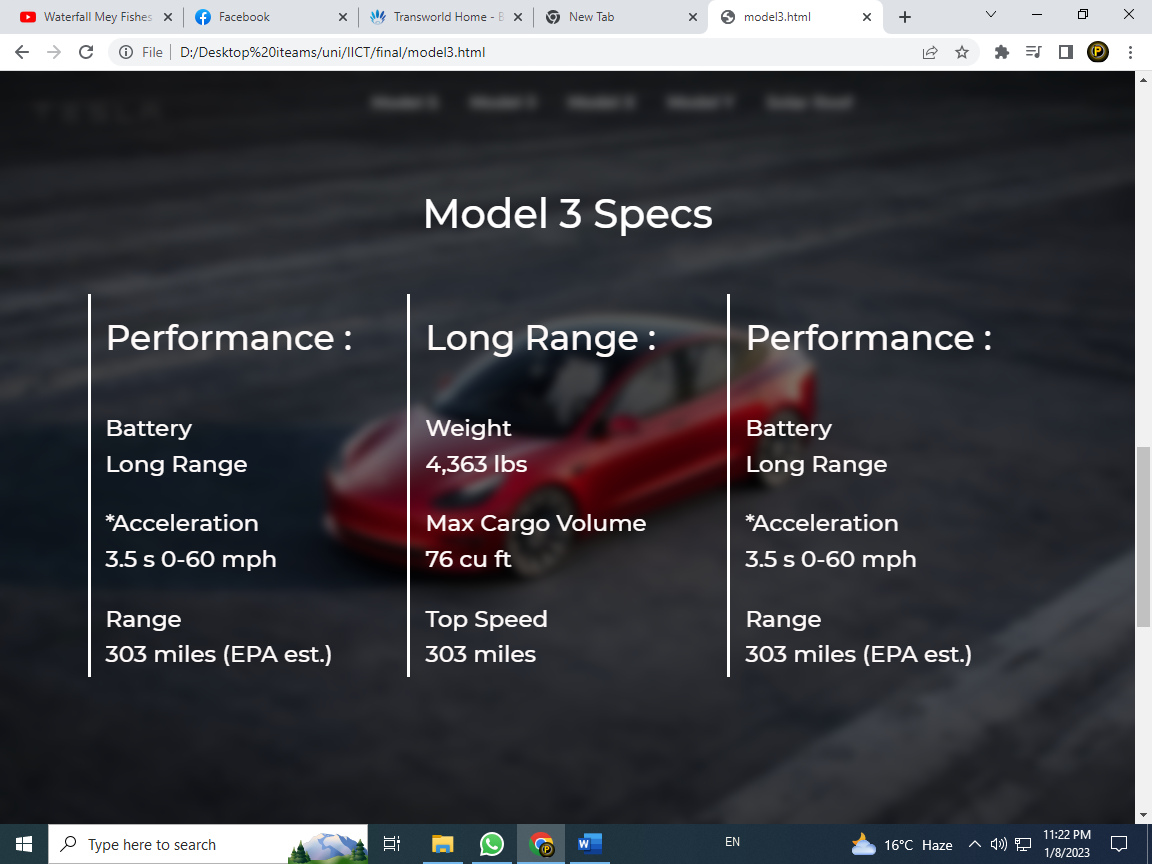 Waterfall Mey Fishes
Facebook
Transworld Home - B
New Tab
model3.html
File
D:/Desktop%20iteams/uni/IICT/final/model3.html
TESLA
Model 3 Specs
Performance :
Battery
Long Range
*Acceleration
3.5 s 0-60 mph
Range
303 miles (EPA est.)
Long Range :
Weight
4,363 lbs
Max Cargo Volume
76 cu ft
Top Speed
303 miles
Performance :
Battery
Long Range
*Acceleration
3.5 s 0-60 mph
Range
303 miles (EPA est.)
Type here to search
EN
16°C Haze
11:22 PM
1/8/2023